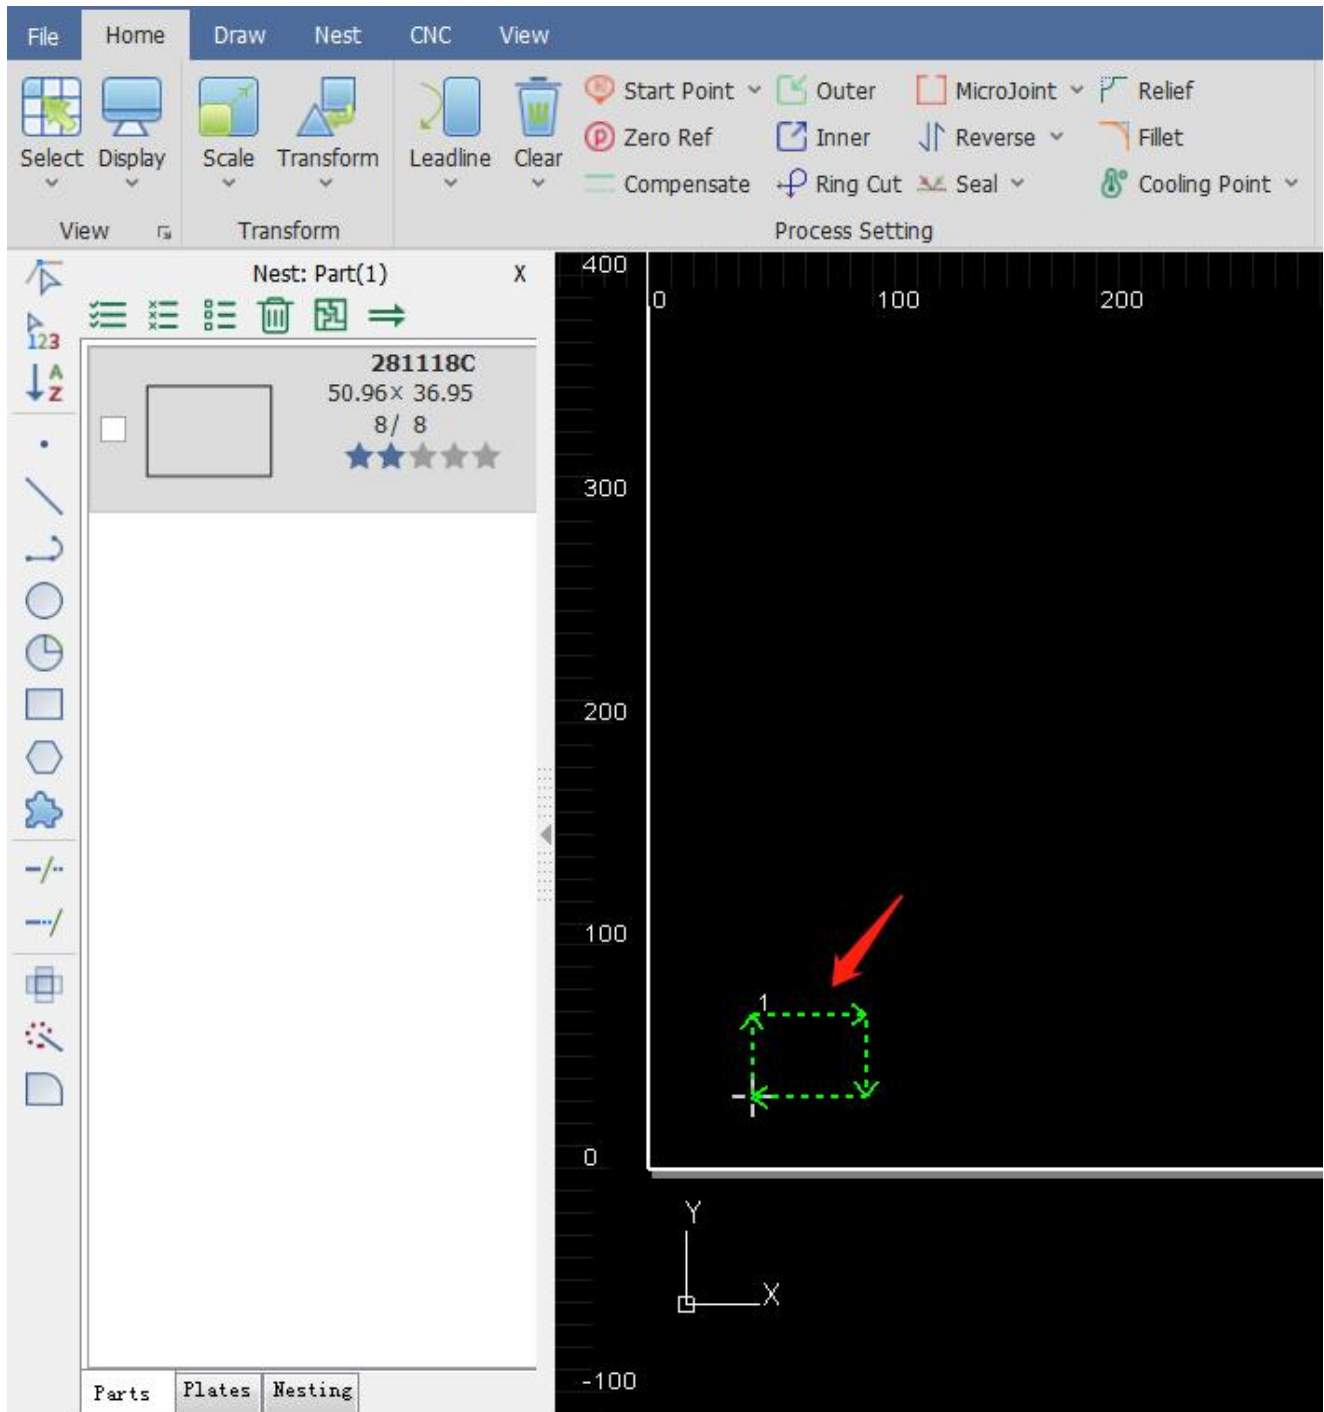 File Home Draw Nest CNC View
Start Point Outer MicroJoint Relief
Zero Ref Inner Reverse Fillet
Select Display Scale Transform Leadline Clear
Compensate Ring Cut Seal Cooling Point
View Transform Process Setting
Nest: Part(1) X
123
A
Z
281118C
50.96× 36.95
8/ 8
400
0 100 200
300
200
100
1
0
Y
X
-100
Parts Plates Nesting